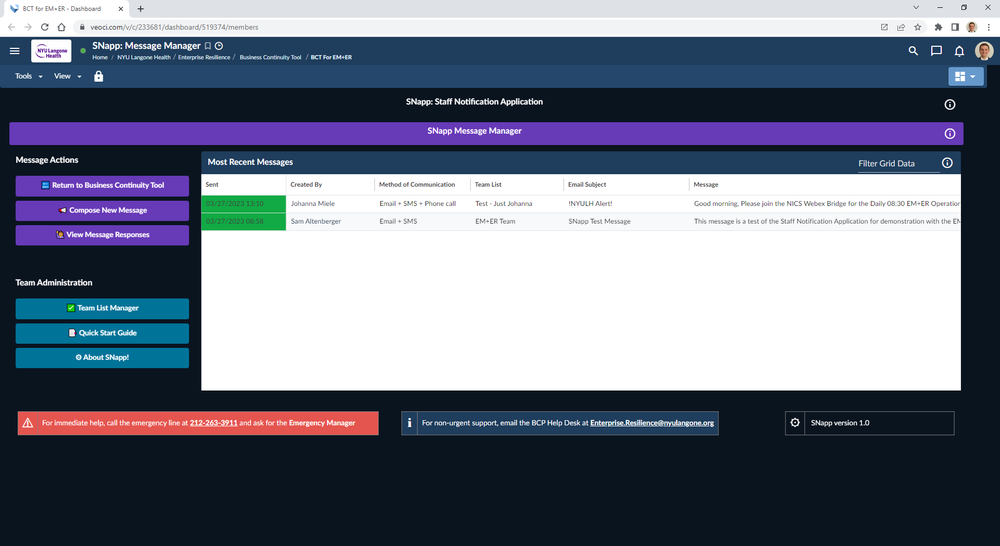 BCT for EM+ER - Dashboard
veoci.com/v/c/233681/dashboard/519374/members
NYU Langone Health
SNapp: Message Manager
Home / NYU Langone Health / Enterprise Resilience / Business Continuity Tool / BCT For EM+ER
Tools View
SNapp: Staff Notification Application
SNapp Message Manager
Message Actions
BACK Return to Business Continuity Tool
Compose New Message
View Message Responses
Team Administration
Team List Manager
Quick Start Guide
About SNapp!
Most Recent Messages
Filter Grid Data
Sent Created By Method of Communication Team List Email Subject Message
03/27/2023 13:10 Johanna Miele Email + SMS + Phone call Test - Just Johanna !NYULH Alert! Good morning, Please join the NICS Webex Bridge for the Daily 08:30 EM+ER Operation
03/27/2023 08:58 Sam Altenberger Email + SMS EM+ER Team SNapp Test Message This message is a test of the Staff Notification Application for demonstration with the EM
For immediate help, call the emergency line at 212-263-3911 and ask for the Emergency Manager
For non-urgent support, email the BCP Help Desk at Enterprise.Resilience@nyulangone.org
SNapp version 1.0